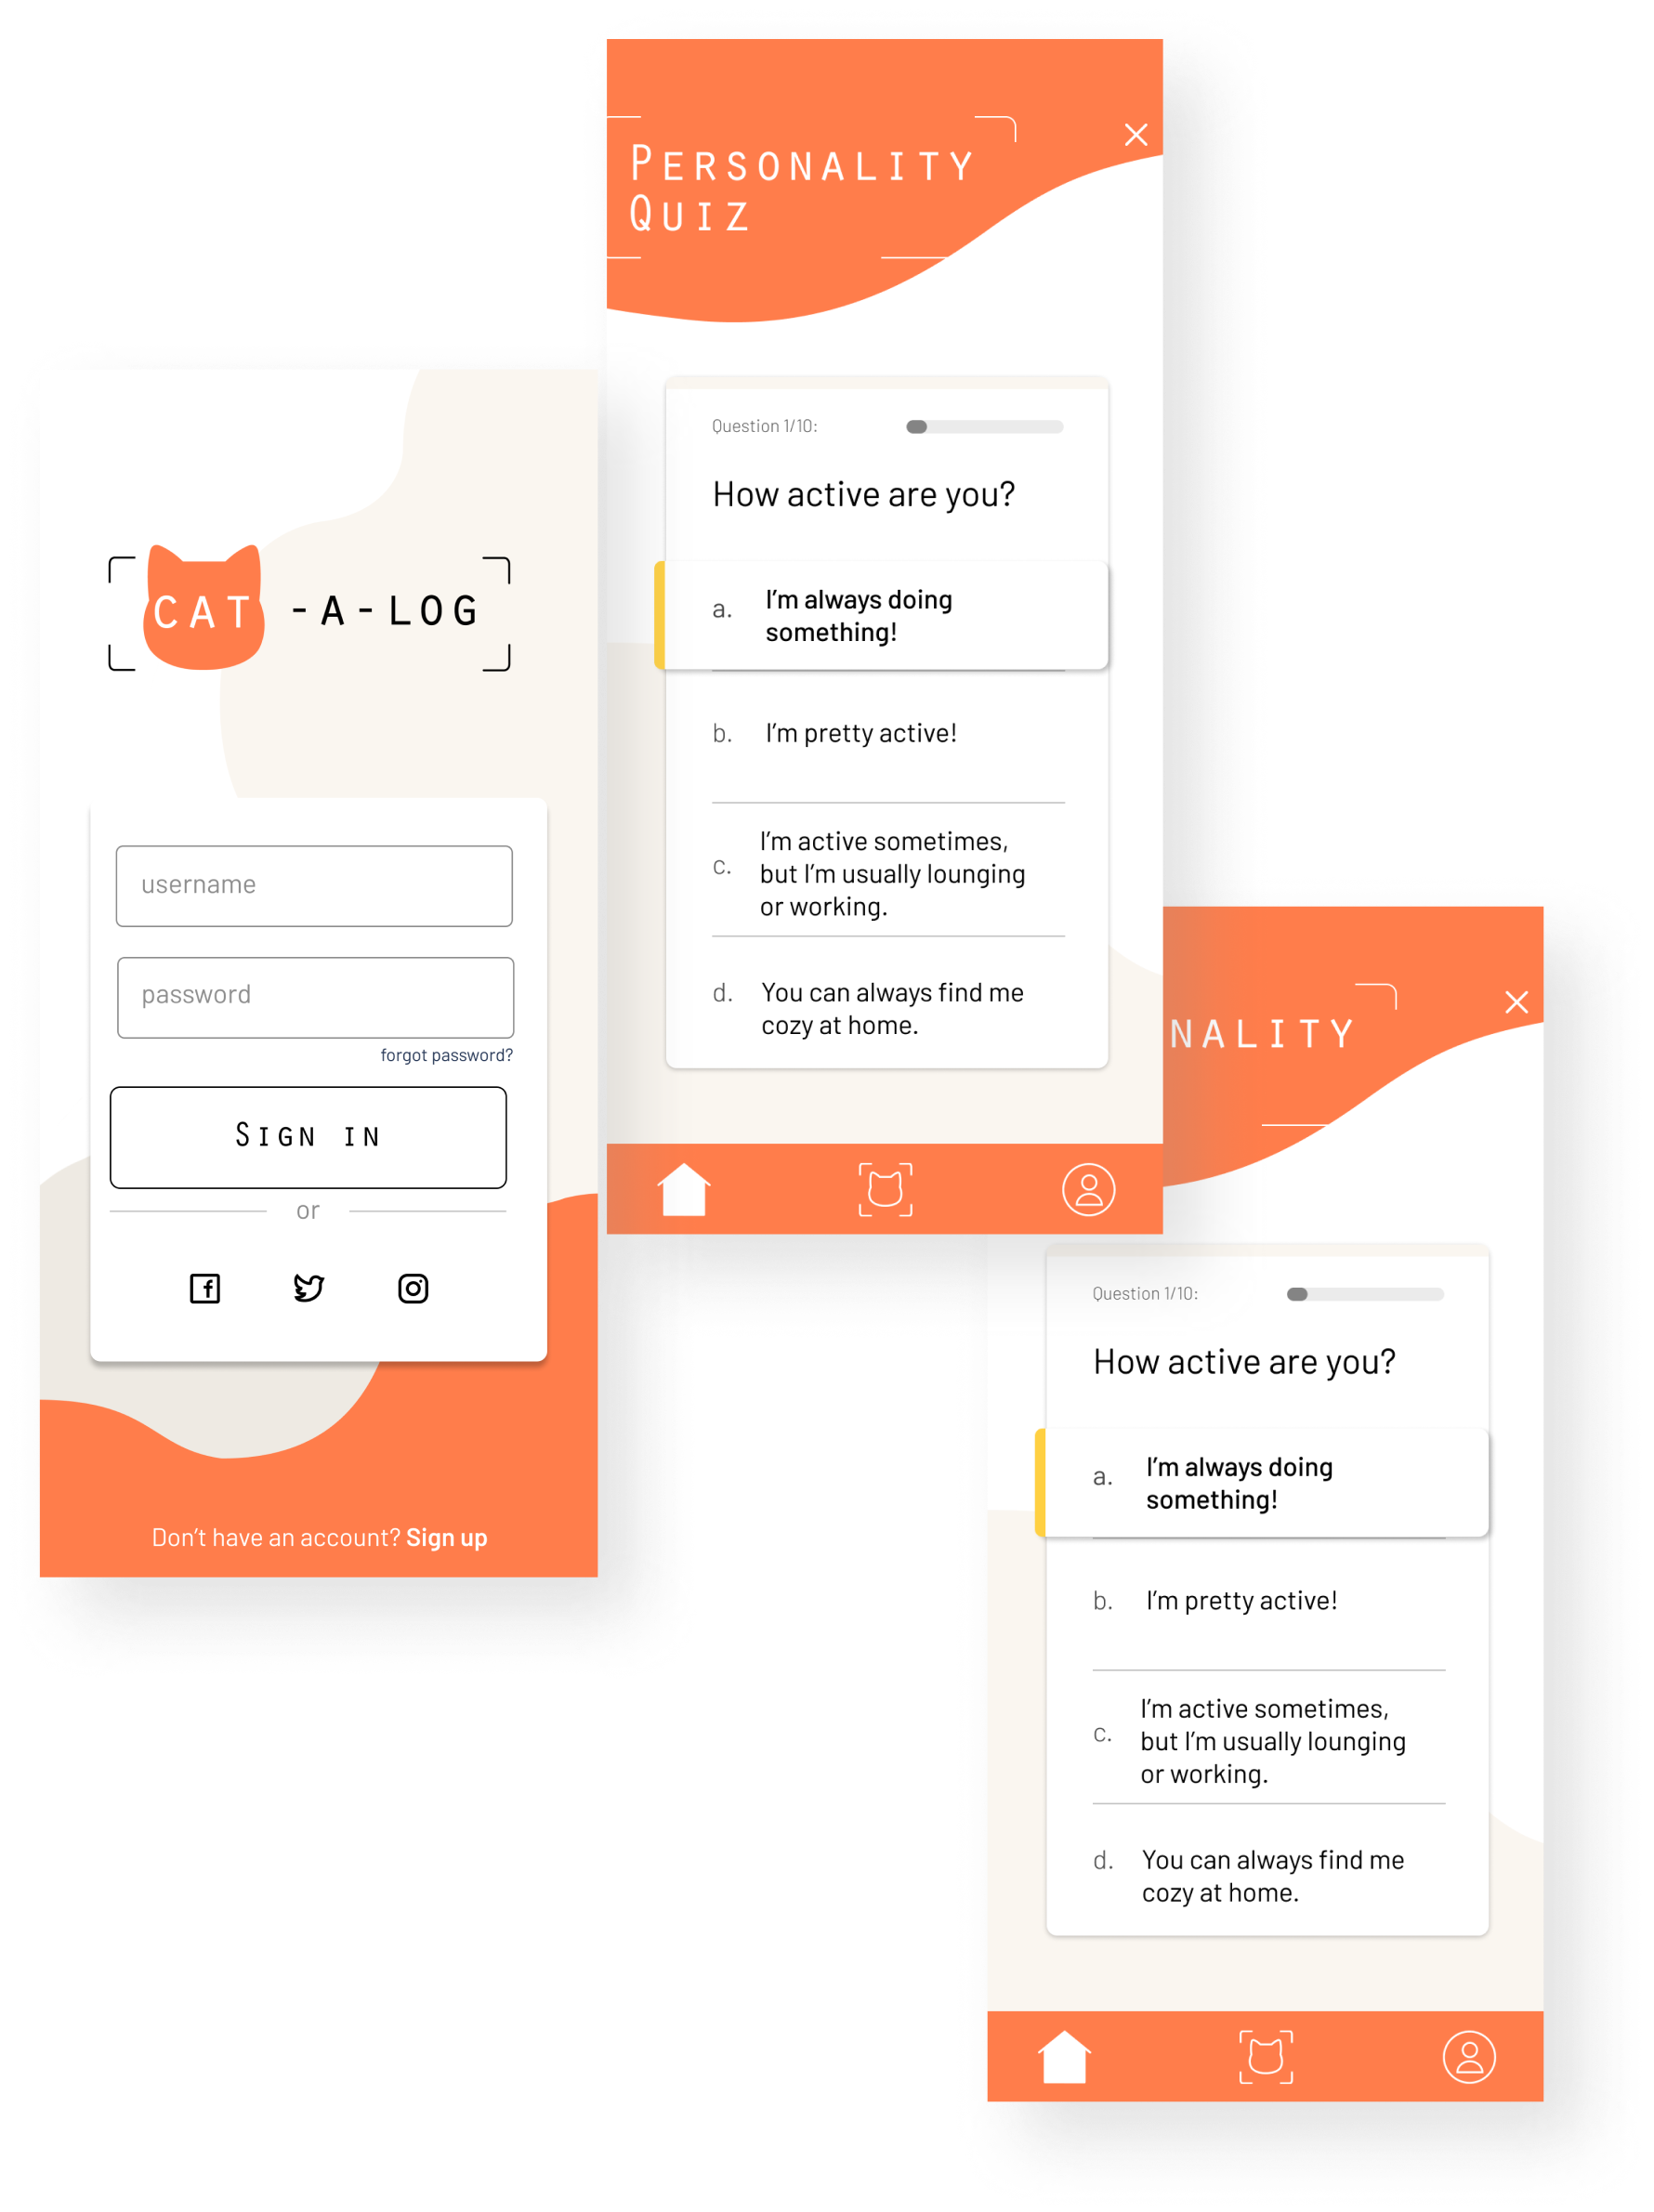 CAT -A-LOG
username
password
forgot password?
SIGN IN
or
Don't have an account? Sign up
PERSONALITY
QUIZ
Question 1/10:
How active are you?
a. I'm always doing
something!
b. I'm pretty active!
c. I'm active sometimes,
but I'm usually lounging
or working.
d. You can always find me
cozy at home.
NALITY
Question 1/10:
How active are you?
a. I'm always doing
something!
b. I'm pretty active!
c. I'm active sometimes,
but I'm usually lounging
or working.
d. You can always find me
cozy at home.